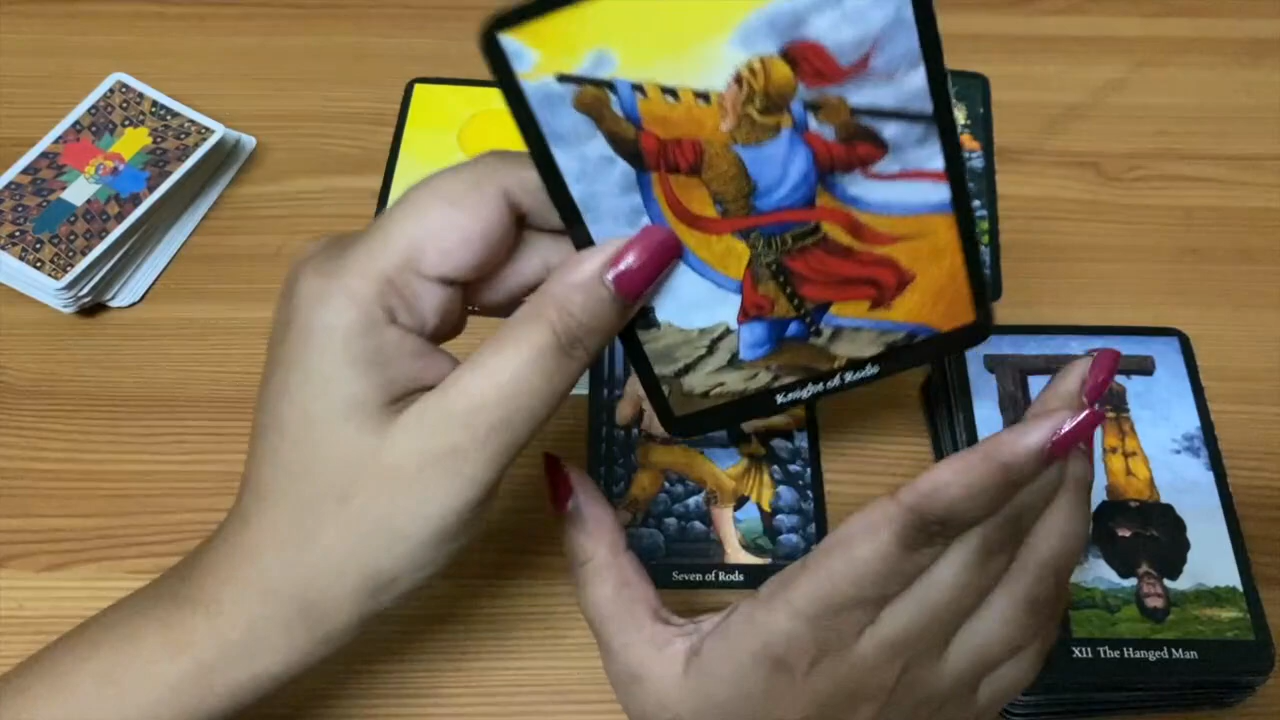 Knight of Rods
Seven of Rods
XII The Hanged Man